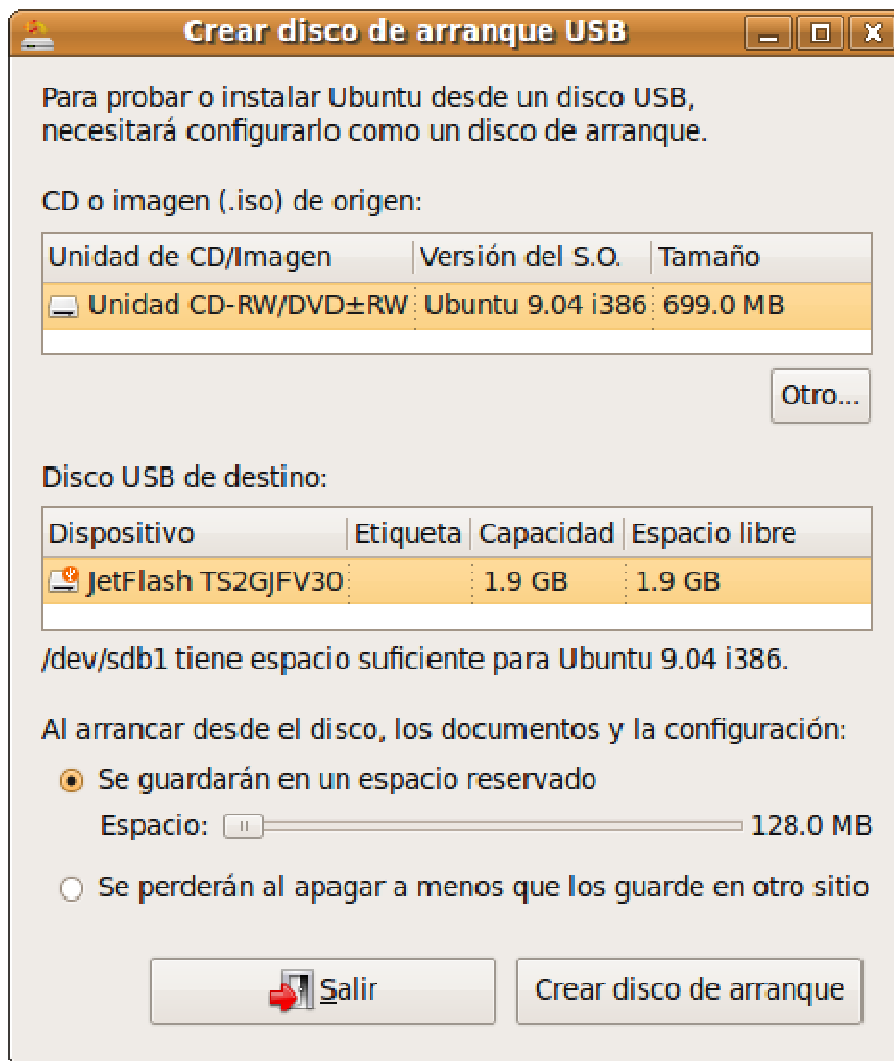 Crear disco de arranque USB
Para probar o instalar Ubuntu desde un disco USB,
necesitará configurarlo como un disco de arranque.
CD o imagen (.iso) de origen:
Unidad de CD/Imagen Versión del S.O. Tamaño
Unidad CD-RW/DVD±RW Ubuntu 9.04 i386 699.0 MB
Otro...
Disco USB de destino:
Dispositivo Etiqueta Capacidad Espacio libre
JetFlash TS2GJFV30 1.9 GB 1.9 GB
/dev/sdb1 tiene espacio suficiente para Ubuntu 9.04 i386.
Al arrancar desde el disco, los documentos y la configuración:
Se guardarán en un espacio reservado
Espacio: 128.0 MB
Se perderán al apagar a menos que los guarde en otro sitio
Salir Crear disco de arranque